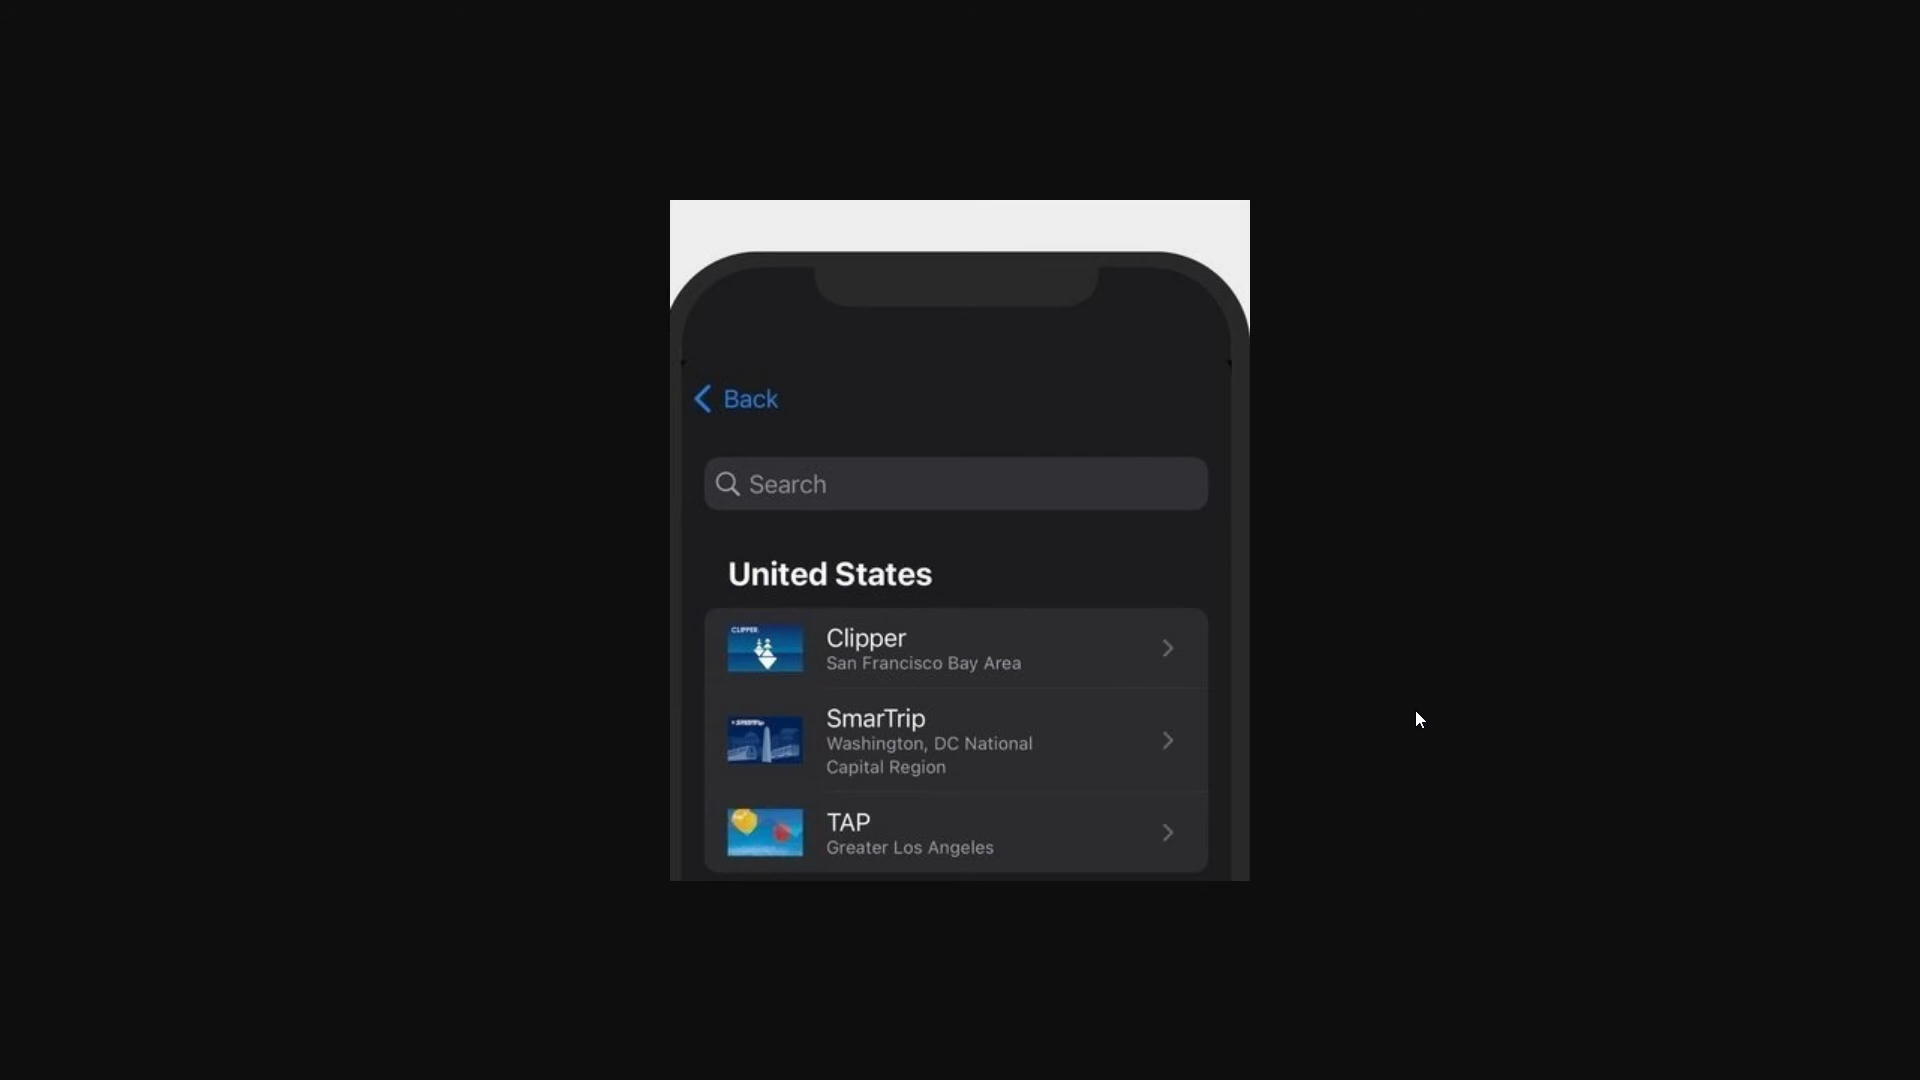 Back
Search
United States
CLIPPER
Clipper
San Francisco Bay Area
SmarTrip
Washington, DC National
Capital Region
TAP
Greater Los Angeles